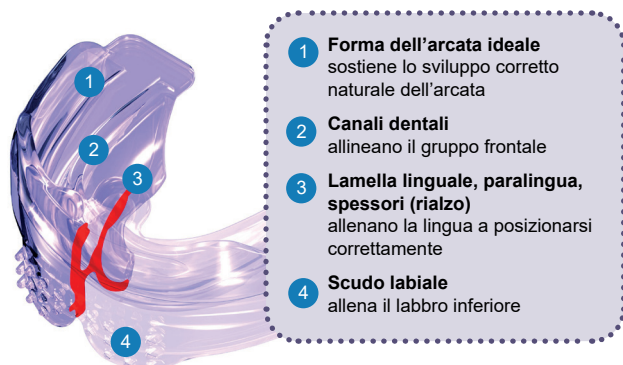 1
2
3
4
1 Forma dell’arcata ideale
sostiene lo sviluppo corretto
naturale dell’arcata
2 Canali dentali
allineano il gruppo frontale
3 Lamella linguale, paralingua,
spessori (rialzo)
allenano la lingua a posizionarsi
correttamente
4 Scudo labiale
allena il labbro inferiore